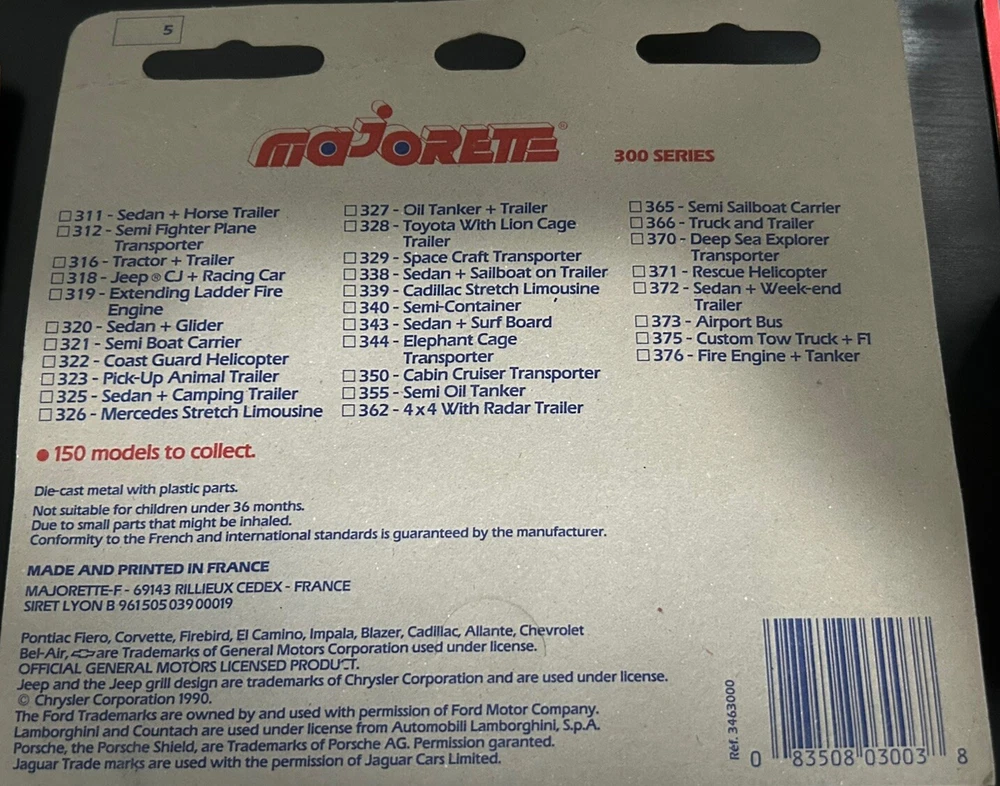 5
MAJORETTE®
300 SERIES
☐ 311 - Sedan + Horse Trailer
☐ 312 - Semi Fighter Plane
Transporter
☐ 316 - Tractor + Trailer
☐ 318 - Jeep ® CJ + Racing Car
☐ 319 - Extending Ladder Fire
Engine
☐ 320 - Sedan + Glider
☐ 321 - Semi Boat Carrier
☐ 322 - Coast Guard Helicopter
☐ 323 - Pick-Up Animal Trailer
☐ 325 - Sedan + Camping Trailer
☐ 326 - Mercedes Stretch Limousine
☐ 327 - Oil Tanker + Trailer
☐ 328 - Toyota With Lion Cage
Trailer
☐ 329 - Space Craft Transporter
☐ 338 - Sedan + Sailboat on Trailer
☐ 339 - Cadillac Stretch Limousine
☐ 340 - Semi-Container
☐ 343 - Sedan + Surf Board
☐ 344 - Elephant Cage
Transporter
☐ 350 - Cabin Cruiser Transporter
☐ 355 - Semi Oil Tanker
☐ 362 - 4x4 With Radar Trailer
☐ 365 - Semi Sailboat Carrier
☐ 366 - Truck and Trailer
☐ 370 - Deep Sea Explorer
Transporter
☐ 371 - Rescue Helicopter
☐ 372 - Sedan + Week-end
Trailer
☐ 373 - Airport Bus
☐ 375 - Custom Tow Truck + F1
☐ 376 - Fire Engine + Tanker
● 150 models to collect.
Die-cast metal with plastic parts.
Not suitable for children under 36 months.
Due to small parts that might be inhaled.
Conformity to the French and international standards is guaranteed by the manufacturer.
MADE AND PRINTED IN FRANCE
MAJORETTE-F - 69143 RILLIEUX CEDEX - FRANCE
SIRET LYON B 961 505 039 00019
Pontiac Fiero, Corvette, Firebird, El Camino, Impala, Blazer, Cadillac, Allante, Chevrolet
Bel-Air, are Trademarks of General Motors Corporation used under license.
OFFICIAL GENERAL MOTORS LICENSED PRODUCT.
Jeep and the Jeep grill design are trademarks of Chrysler Corporation and are used under license.
© Chrysler Corporation 1990.
The Ford Trademarks are owned by and used with permission of Ford Motor Company.
Lamborghini and Countach are used under license from Automobili Lamborghini, S.p.A.
Porsche, the Porsche Shield, are Trademarks of Porsche AG. Permission garanted.
Jaguar Trade marks are used with the permission of Jaguar Cars Limited.
Réf. 3463000
0 83508 03003 8